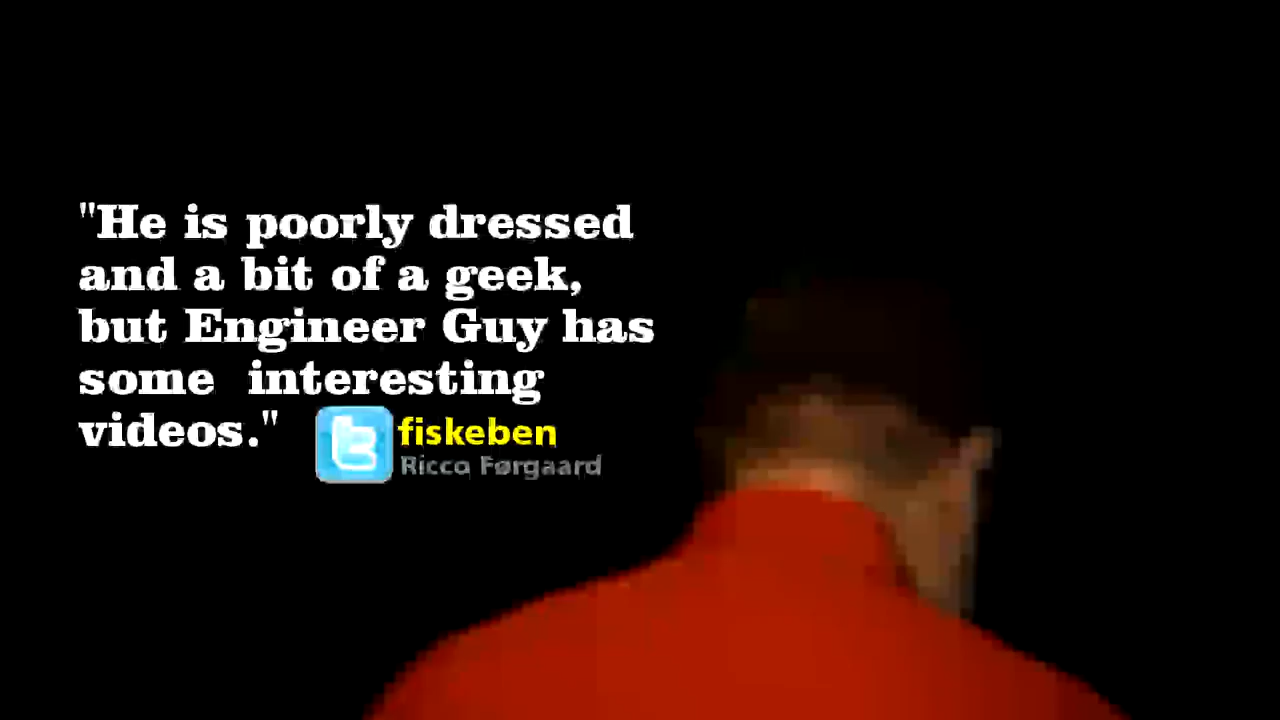 "He is poorly dressed
and a bit of a geek,
but Engineer Guy has
some interesting
videos."
fiskeben
Ricco Førgaard